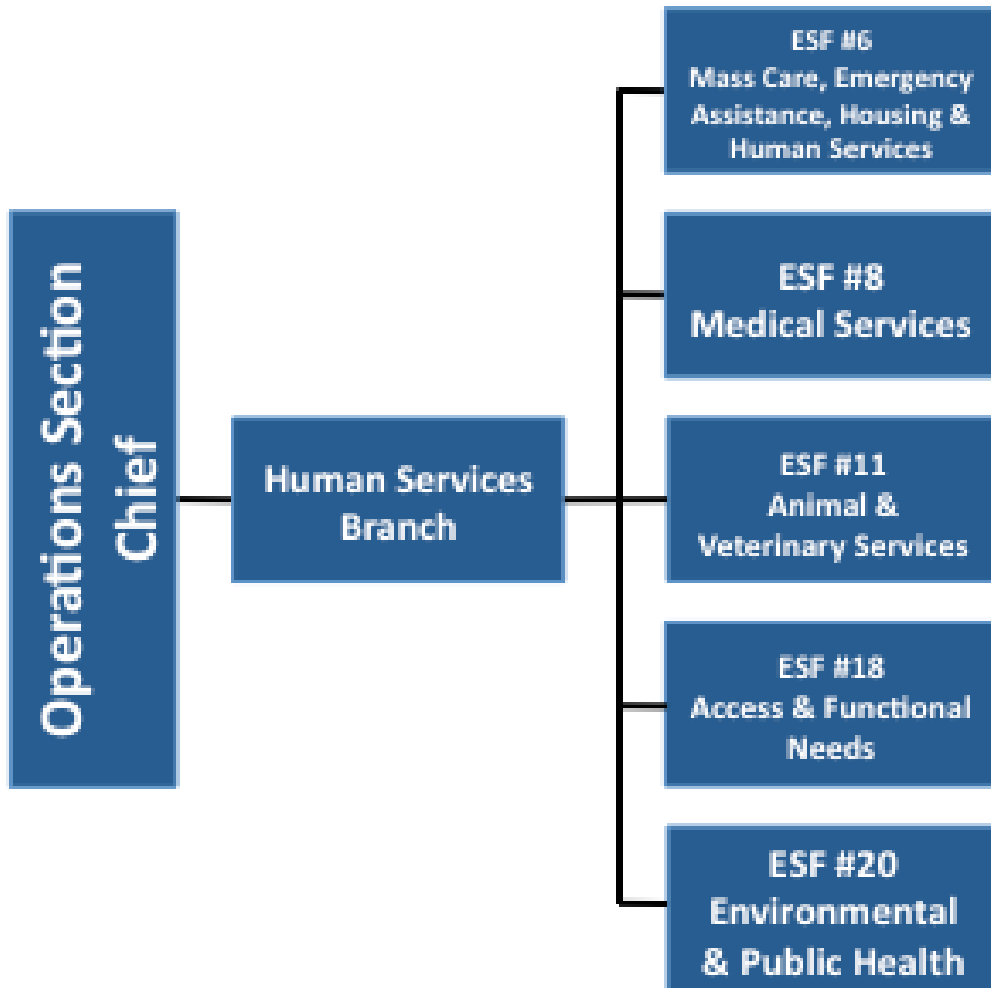 Operations Section
Chief
Human Services
Branch
ESF #6
Mass Care, Emergency
Assistance, Housing &
Human Services
ESF #8
Medical Services
ESF #11
Animal &
Veterinary Services
ESF #18
Access & Functional
Needs
ESF #20
Environmental
& Public Health